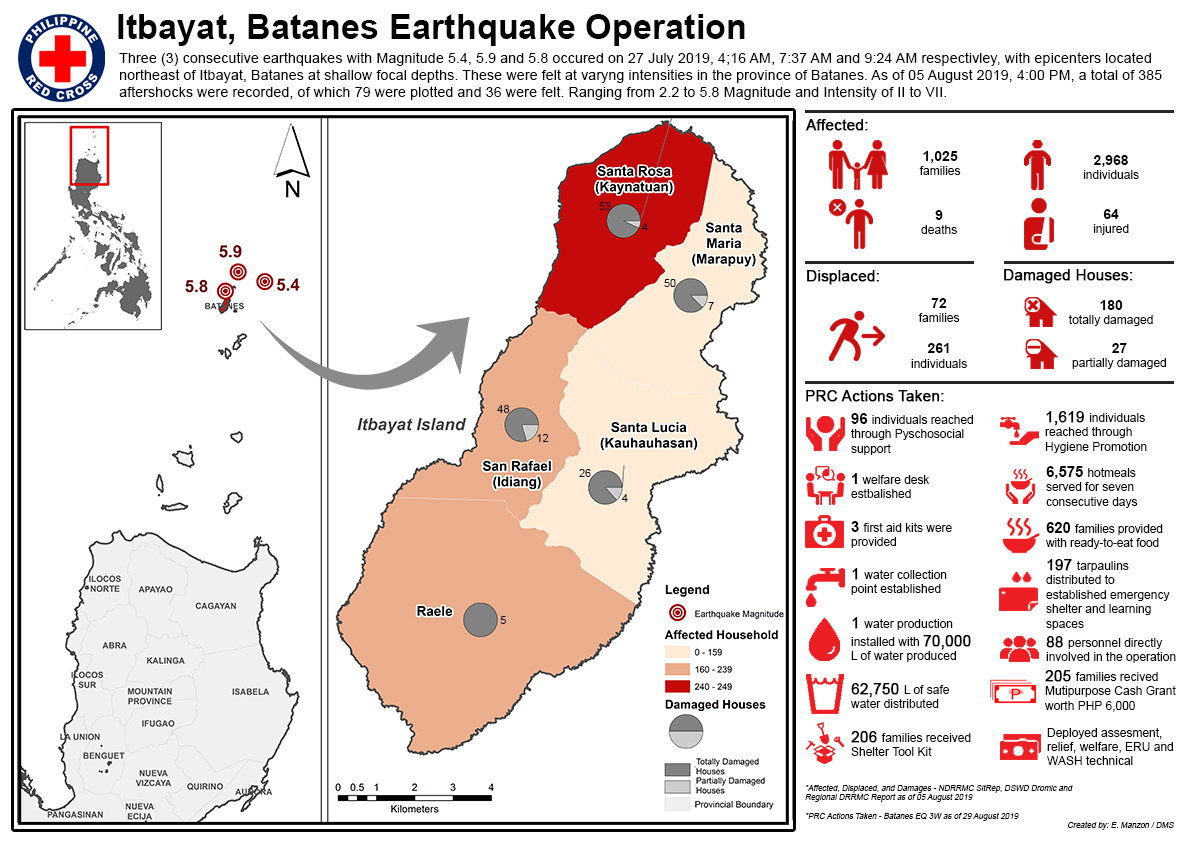 PHILIPPINE
RED CROSS
Itbayat, Batanes Earthquake Operation
Three (3) consecutive earthquakes with Magnitude 5.4, 5.9 and 5.8 occured on 27 July 2019, 4;16 AM, 7:37 AM and 9:24 AM respectivley, with epicenters located
northeast of Itbayat, Batanes at shallow focal depths. These were felt at varyng intensities in the province of Batanes. As of 05 August 2019, 4:00 PM, a total of 385
aftershocks were recorded, of which 79 were plotted and 36 were felt. Ranging from 2.2 to 5.8 Magnitude and Intensity of II to VII.
N
5.9
5.8
5.4
BATANES
ILOCOS
NORTE
APAYAO
CAGAYAN
ABRA
KALINGA
ILOCOS
SUR
MOUNTAIN
PROVINCE
ISABELA
IFUGAO
LA UNION
BENGUET
NUEVA
VIZCAYA
QUIRINO
AURORA
PANGASINAN
NUEVA
ECIJA
Itbayat Island
Santa Rosa
(Kaynatuan)
53
4
Santa
Maria
(Marapuy)
50
7
48
12
San Rafael
(Idiang)
Santa Lucia
(Kauhauhasan)
26
4
Raele
5
0 0.5 1 2 3 4
Kilometers
Legend
Earthquake Magnitude
Affected Household
0 - 159
160 - 239
240 - 249
Damaged Houses
Totally Damaged
Houses
Partially Damaged
Houses
Provincial Boundary
Affected:
1,025
families
2,968
individuals
9
deaths
64
injured
Displaced:
72
families
261
individuals
Damaged Houses:
180
totally damaged
27
partially damaged
PRC Actions Taken:
96 individuals reached
through Pyschosocial
support
1 welfare desk
estbalished
3 first aid kits were
provided
1 water collection
point established
1 water production
installed with 70,000
L of water produced
62,750 L of safe
water distributed
206 families received
Shelter Tool Kit
1,619 individuals
reached through
Hygiene Promotion
6,575 hotmeals
served for seven
consecutive days
620 families provided
with ready-to-eat food
197 tarpaulins
distributed to
established emergency
shelter and learning
spaces
88 personnel directly
involved in the operation
205 families recived
Mutipurpose Cash Grant
worth PHP 6,000
Deployed assesment,
relief, welfare, ERU and
WASH technical
*Affected, Displaced, and Damages - NDRRMC SitRep, DSWD Dromic and
Regional DRRMC Report as of 05 August 2019
*PRC Actions Taken - Batanes EQ 3W as of 29 August 2019
Created by: E. Manzon / DMS